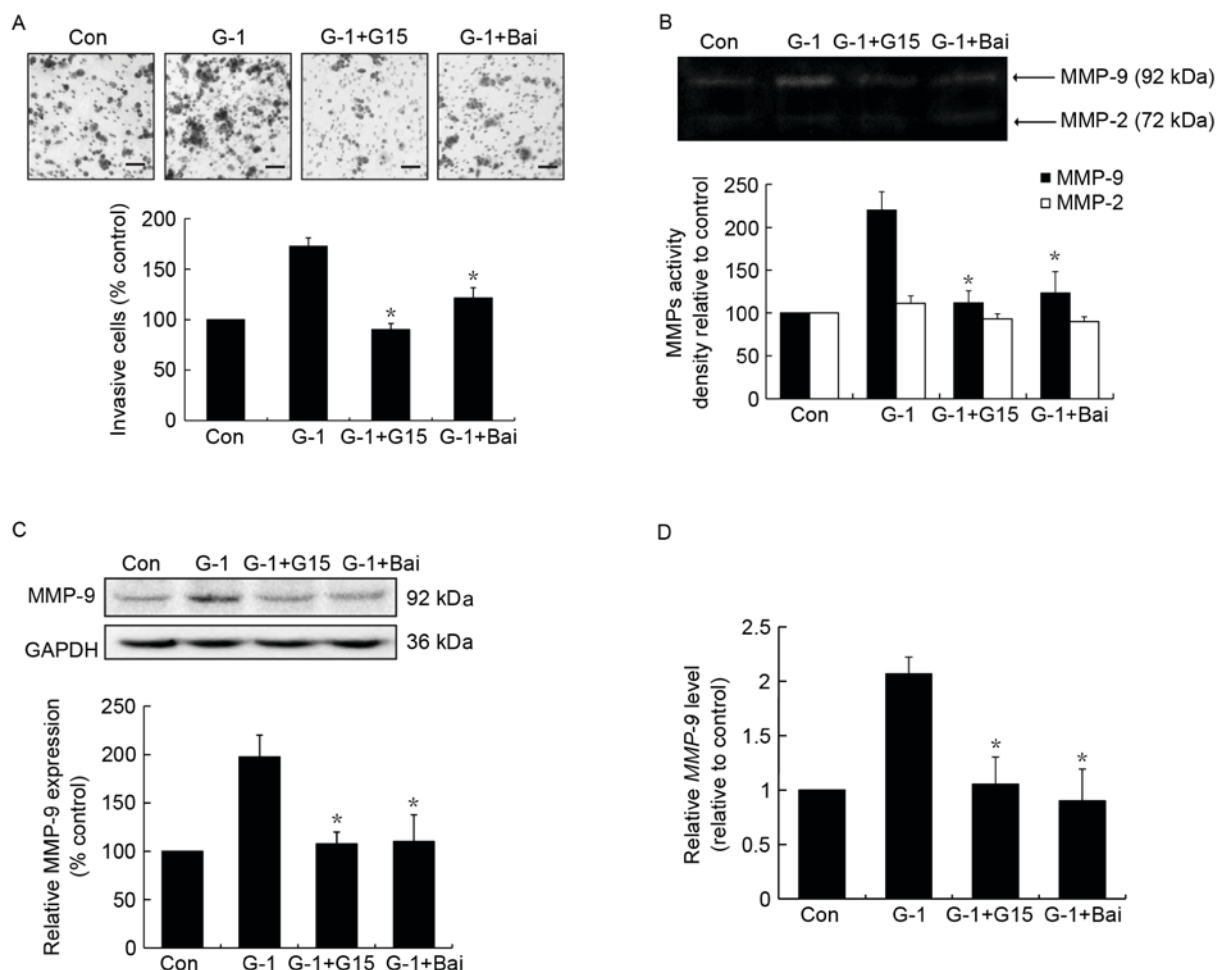 A
Con G-1 G-1+G15 G-1+Bai
Invasive cells (% control)
200
150
100
50
0
Con G-1 G-1+G15 G-1+Bai
*
*
B
Con G-1 G-1+G15 G-1+Bai
MMP-9 (92 kDa)
MMP-2 (72 kDa)
MMP-9
MMP-2
MMPs activity
density relative to control
250
200
150
100
50
0
*
*
Con G-1 G-1+G15 G-1+Bai
C
Con G-1 G-1+G15 G-1+Bai
MMP-9 92 kDa
GAPDH 36 kDa
Relative MMP-9 expression
(% control)
250
200
150
100
50
0
*
*
Con G-1 G-1+G15 G-1+Bai
D
Relative MMP-9 level
(relative to control)
2.5
2
1.5
1
0.5
0
*
*
Con G-1 G-1+G15 G-1+Bai